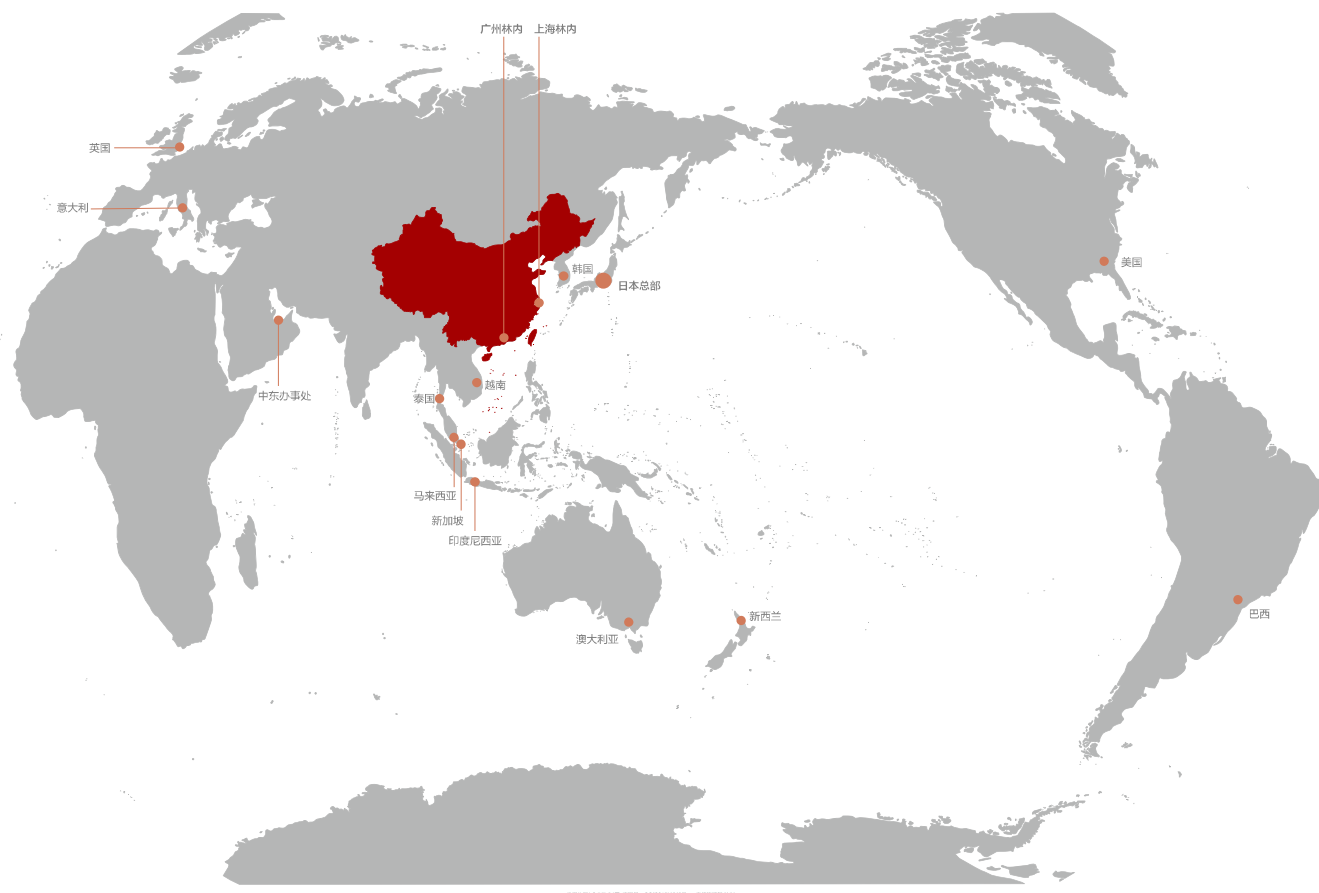 广州林内 上海林内
英国
意大利
韩国
美国
日本总部
中东办事处
越南
泰国
马来西亚
新加坡
印度尼西亚
新西兰
巴西
澳大利亚